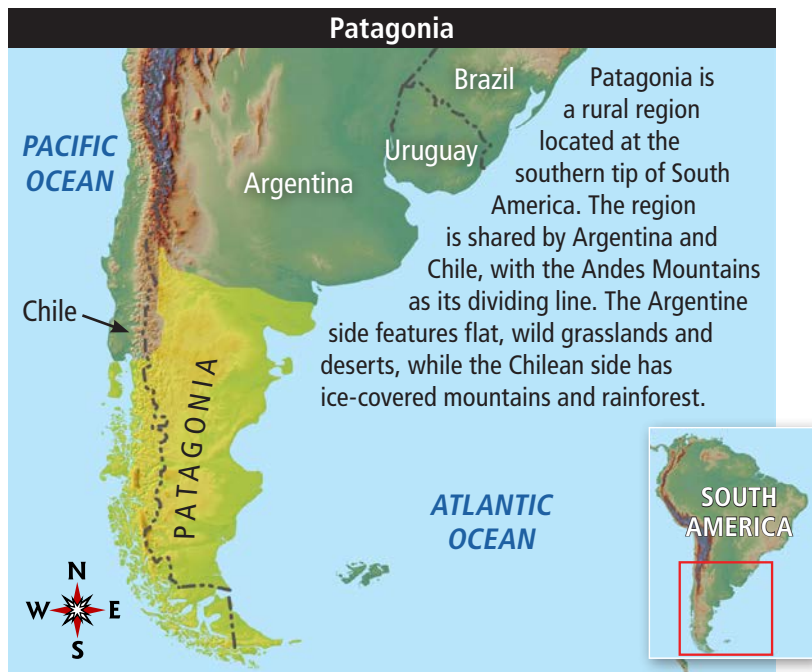 Patagonia
Patagonia is
a rural region
located at the
southern tip of South
America. The region
is shared by Argentina and
Chile, with the Andes Mountains
as its dividing line. The Argentine
side features flat, wild grasslands and
deserts, while the Chilean side has
ice-covered mountains and rainforest.
Brazil
Uruguay
Argentina
PACIFIC
OCEAN
Chile
PATAGONIA
ATLANTIC
OCEAN
N
W E
S
SOUTH
AMERICA